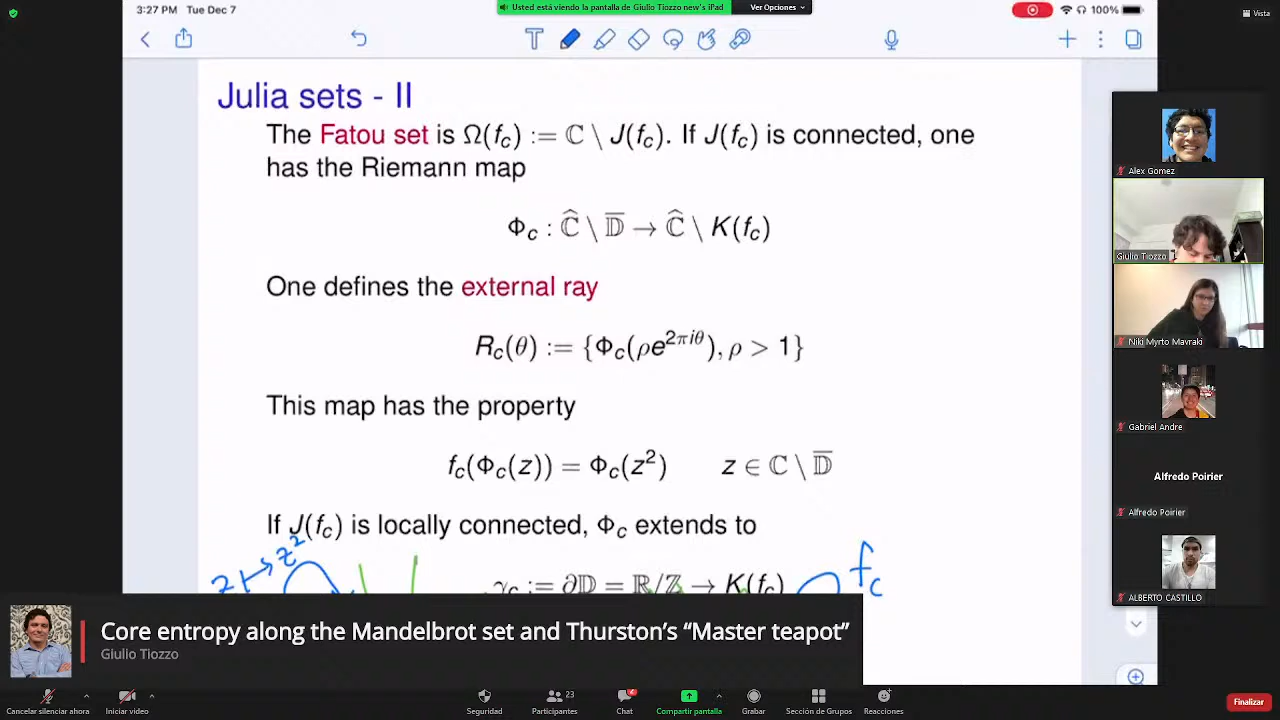 3:27 PM Tue Dec 7
Usted está viendo la pantalla de Giulio Tiozzo new's iPad
Ver Opciones
100%
Vista
Julia sets - II
The Fatou set is Ω(f_c) := ℂ \ J(f_c). If J(f_c) is connected, one
has the Riemann map
Φ_c : Ĉ \ D̅ → Ĉ \ K(f_c)
One defines the external ray
R_c(θ) := {Φ_c(ρe^{2πiθ}), ρ > 1}
This map has the property
f_c(Φ_c(z)) = Φ_c(z²) z ∈ ℂ \ D̅
If J(f_c) is locally connected, Φ_c extends to
z ↦ z²
γ_c := ∂𝔻 = ℝ/ℤ → K(f_c)
f_c
Core entropy along the Mandelbrot set and Thurston's “Master teapot”
Giulio Tiozzo
Alex Gomez
Giulio Tiozzo
Niki Myrto Mavraki
Gabriel Andre
Alfredo Poirier
Alfredo Poirier
ALBERTO CASTILLO
Cancelar silenciar ahora
Iniciar video
Seguridad
23
Participantes
2
Chat
Compartir pantalla
Grabar
Sección de Grupos
Reacciones
Finalizar